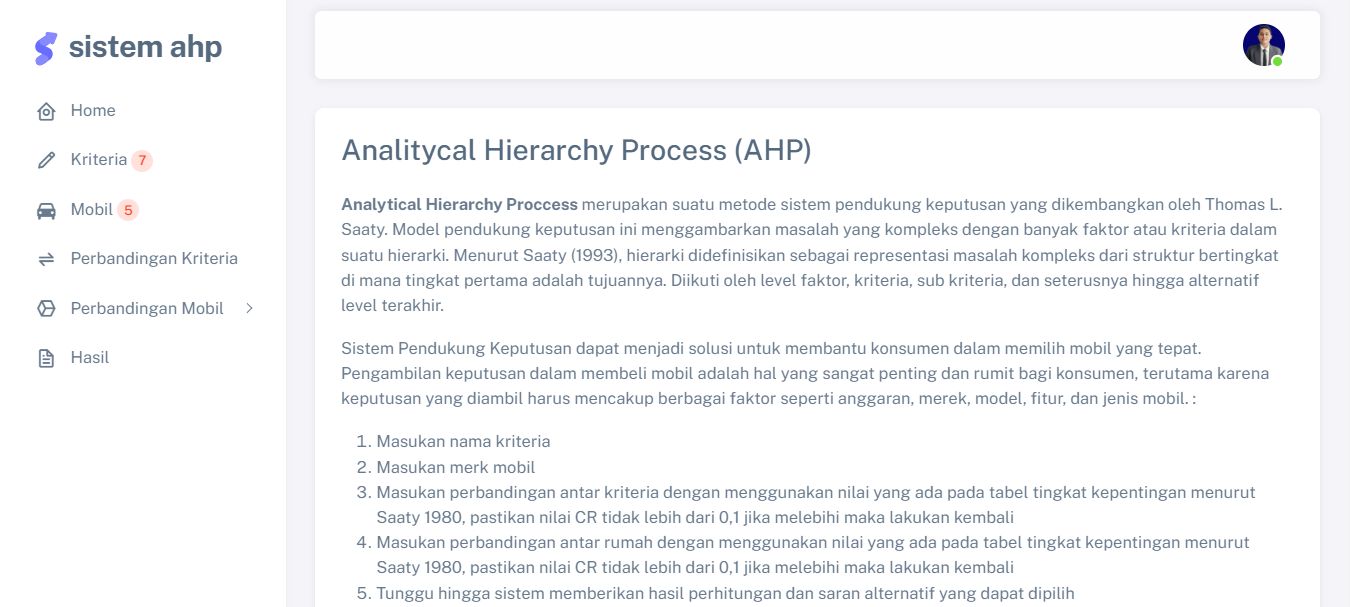 sistem ahp
Home
Kriteria 7
Mobil 5
Perbandingan Kriteria
Perbandingan Mobil
Hasil
Analitycal Hierarchy Process (AHP)
Analytical Hierarchy Proccess merupakan suatu metode sistem pendukung keputusan yang dikembangkan oleh Thomas L.
Saaty. Model pendukung keputusan ini menggambarkan masalah yang kompleks dengan banyak faktor atau kriteria dalam
suatu hierarki. Menurut Saaty (1993), hierarki didefinisikan sebagai representasi masalah kompleks dari struktur bertingkat
di mana tingkat pertama adalah tujuannya. Diikuti oleh level faktor, kriteria, sub kriteria, dan seterusnya hingga alternatif
level terakhir.
Sistem Pendukung Keputusan dapat menjadi solusi untuk membantu konsumen dalam memilih mobil yang tepat.
Pengambilan keputusan dalam membeli mobil adalah hal yang sangat penting dan rumit bagi konsumen, terutama karena
keputusan yang diambil harus mencakup berbagai faktor seperti anggaran, merek, model, fitur, dan jenis mobil. :
1. Masukan nama kriteria
2. Masukan merk mobil
3. Masukan perbandingan antar kriteria dengan menggunakan nilai yang ada pada tabel tingkat kepentingan menurut
Saaty 1980, pastikan nilai CR tidak lebih dari 0,1 jika melebihi maka lakukan kembali
4. Masukan perbandingan antar rumah dengan menggunakan nilai yang ada pada tabel tingkat kepentingan menurut
Saaty 1980, pastikan nilai CR tidak lebih dari 0,1 jika melebihi maka lakukan kembali
5. Tunggu hingga sistem memberikan hasil perhitungan dan saran alternatif yang dapat dipilih